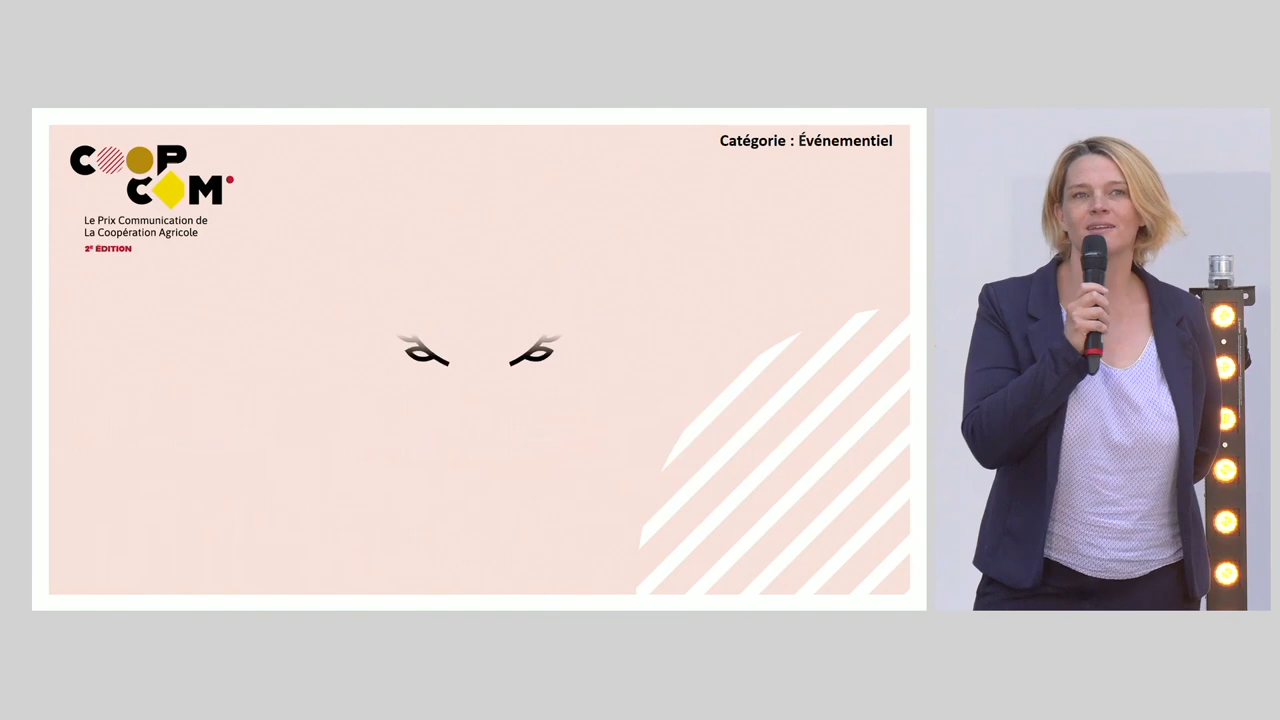 COOP
COM
Le Prix Communication de
La Coopération Agricole
2e ÉDITION
Catégorie : Événementiel